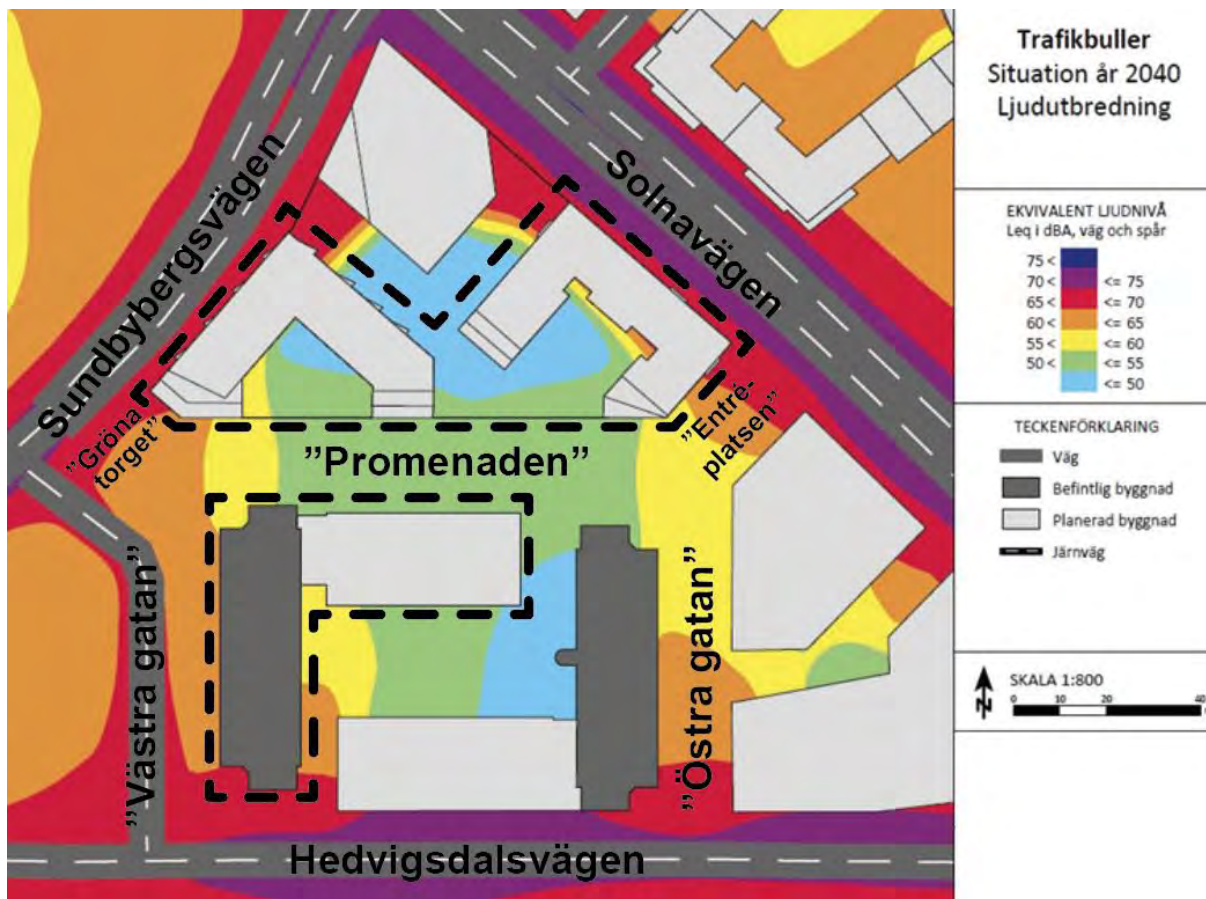 Sundbybergsvägen
Solnavägen
"Gröna
torget"
"Promenaden"
"Entré-
platsen"
"Västra gatan"
"Östra gatan"
Hedvigsdalsvägen
Trafikbuller
Situation år 2040
Ljudutbredning
EKVIVALENT LJUDNIVÅ
Leq i dBA, väg och spår
75 <
70 < <= 75
65 < <= 70
60 < <= 65
55 < <= 60
50 < <= 55
<= 50
TECKENFÖRKLARING
Väg
Befintlig byggnad
Planerad byggnad
Järnväg
N
SKALA 1:800
0 10 20 40